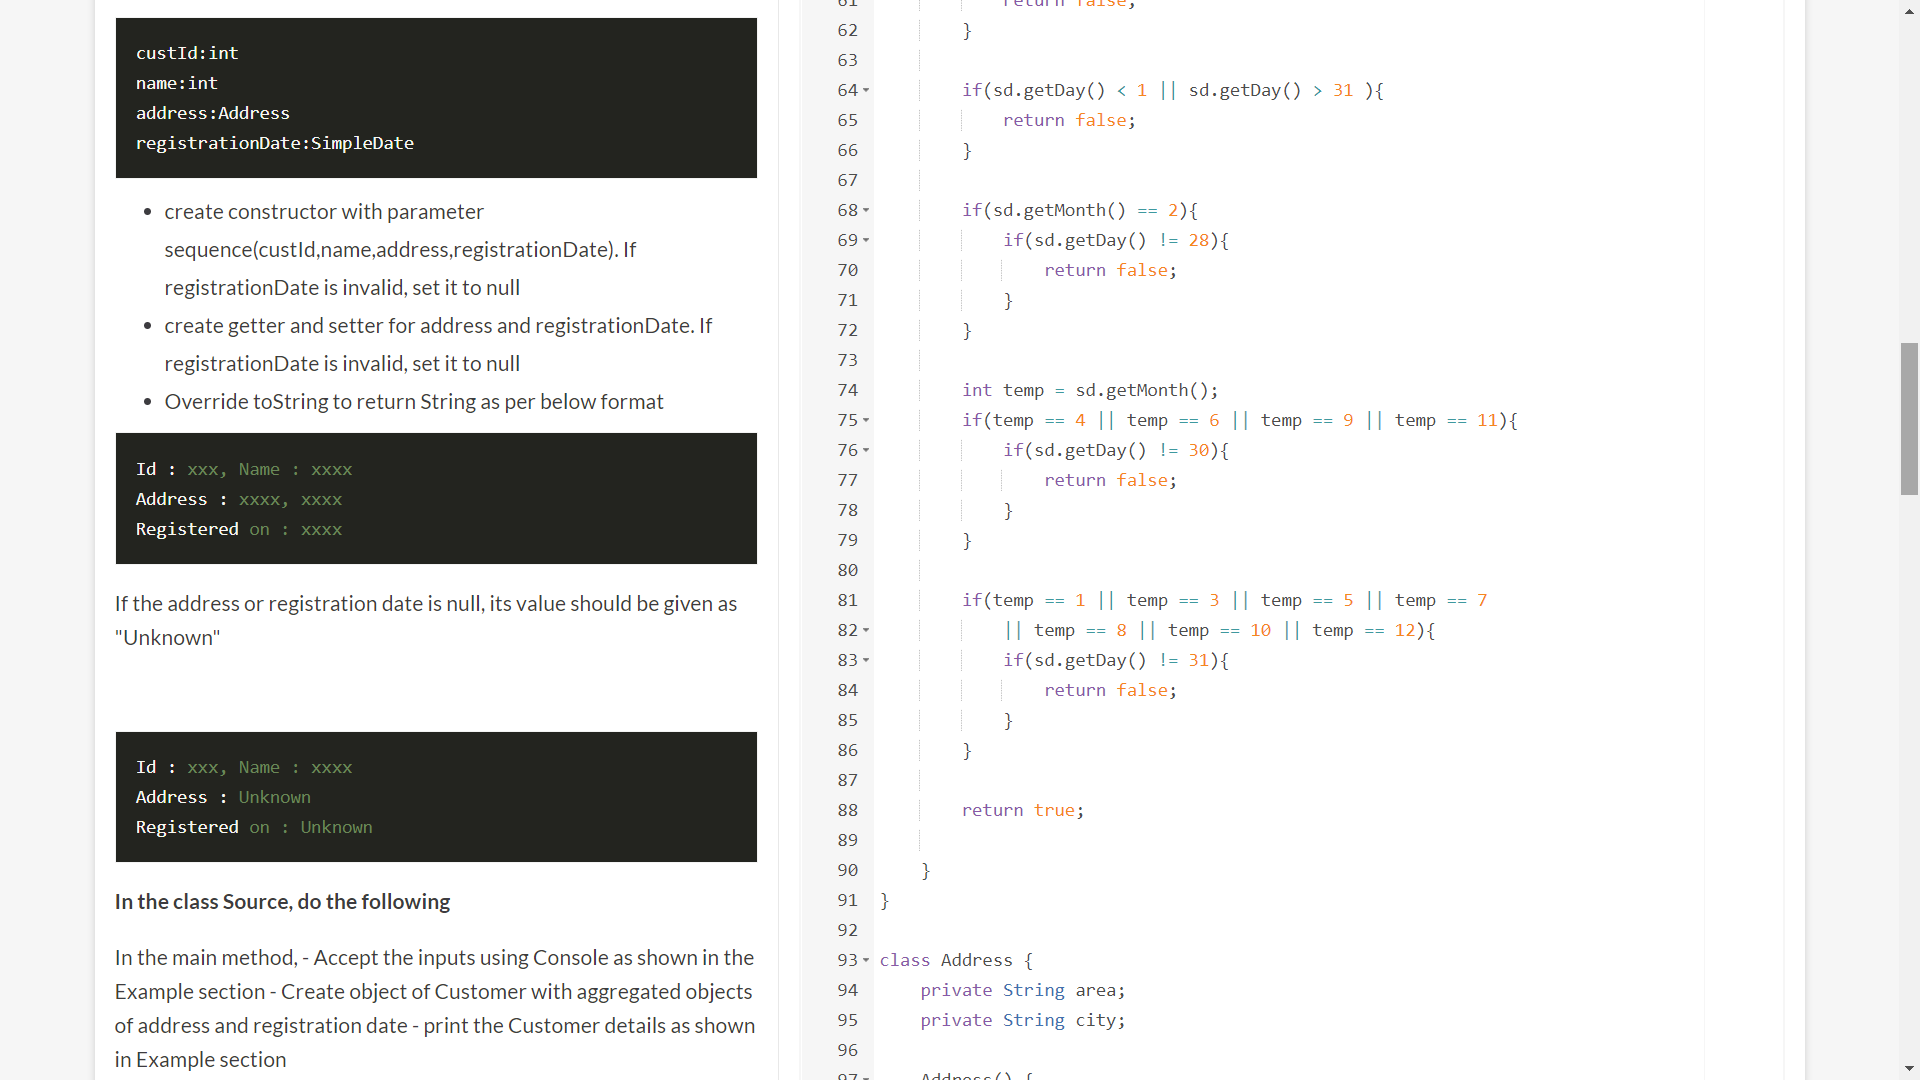 custId:int
name:int
address:Address
registrationDate:SimpleDate
• create constructor with parameter
sequence(custId,name,address,registrationDate). If
registrationDate is invalid, set it to null
• create getter and setter for address and registrationDate. If
registrationDate is invalid, set it to null
• Override toString to return String as per below format
Id : xxx, Name : xxxx
Address : xxxx, xxxx
Registered on : xxxx
If the address or registration date is null, its value should be given as
"Unknown"
Id : xxx, Name : xxxx
Address : Unknown
Registered on : Unknown
In the class Source, do the following
In the main method, - Accept the inputs using Console as shown in the
Example section - Create object of Customer with aggregated objects
of address and registration date - print the Customer details as shown
in Example section
61 return false;
62 }
63
64 if(sd.getDay() < 1 || sd.getDay() > 31 ){
65 return false;
66 }
67
68 if(sd.getMonth() == 2){
69 if(sd.getDay() != 28){
70 return false;
71 }
72 }
73
74 int temp = sd.getMonth();
75 if(temp == 4 || temp == 6 || temp == 9 || temp == 11){
76 if(sd.getDay() != 30){
77 return false;
78 }
79 }
80
81 if(temp == 1 || temp == 3 || temp == 5 || temp == 7
82 || temp == 8 || temp == 10 || temp == 12){
83 if(sd.getDay() != 31){
84 return false;
85 }
86 }
87
88 return true;
89
90 }
91 }
92
93 class Address {
94 private String area;
95 private String city;
96
97 Address() {